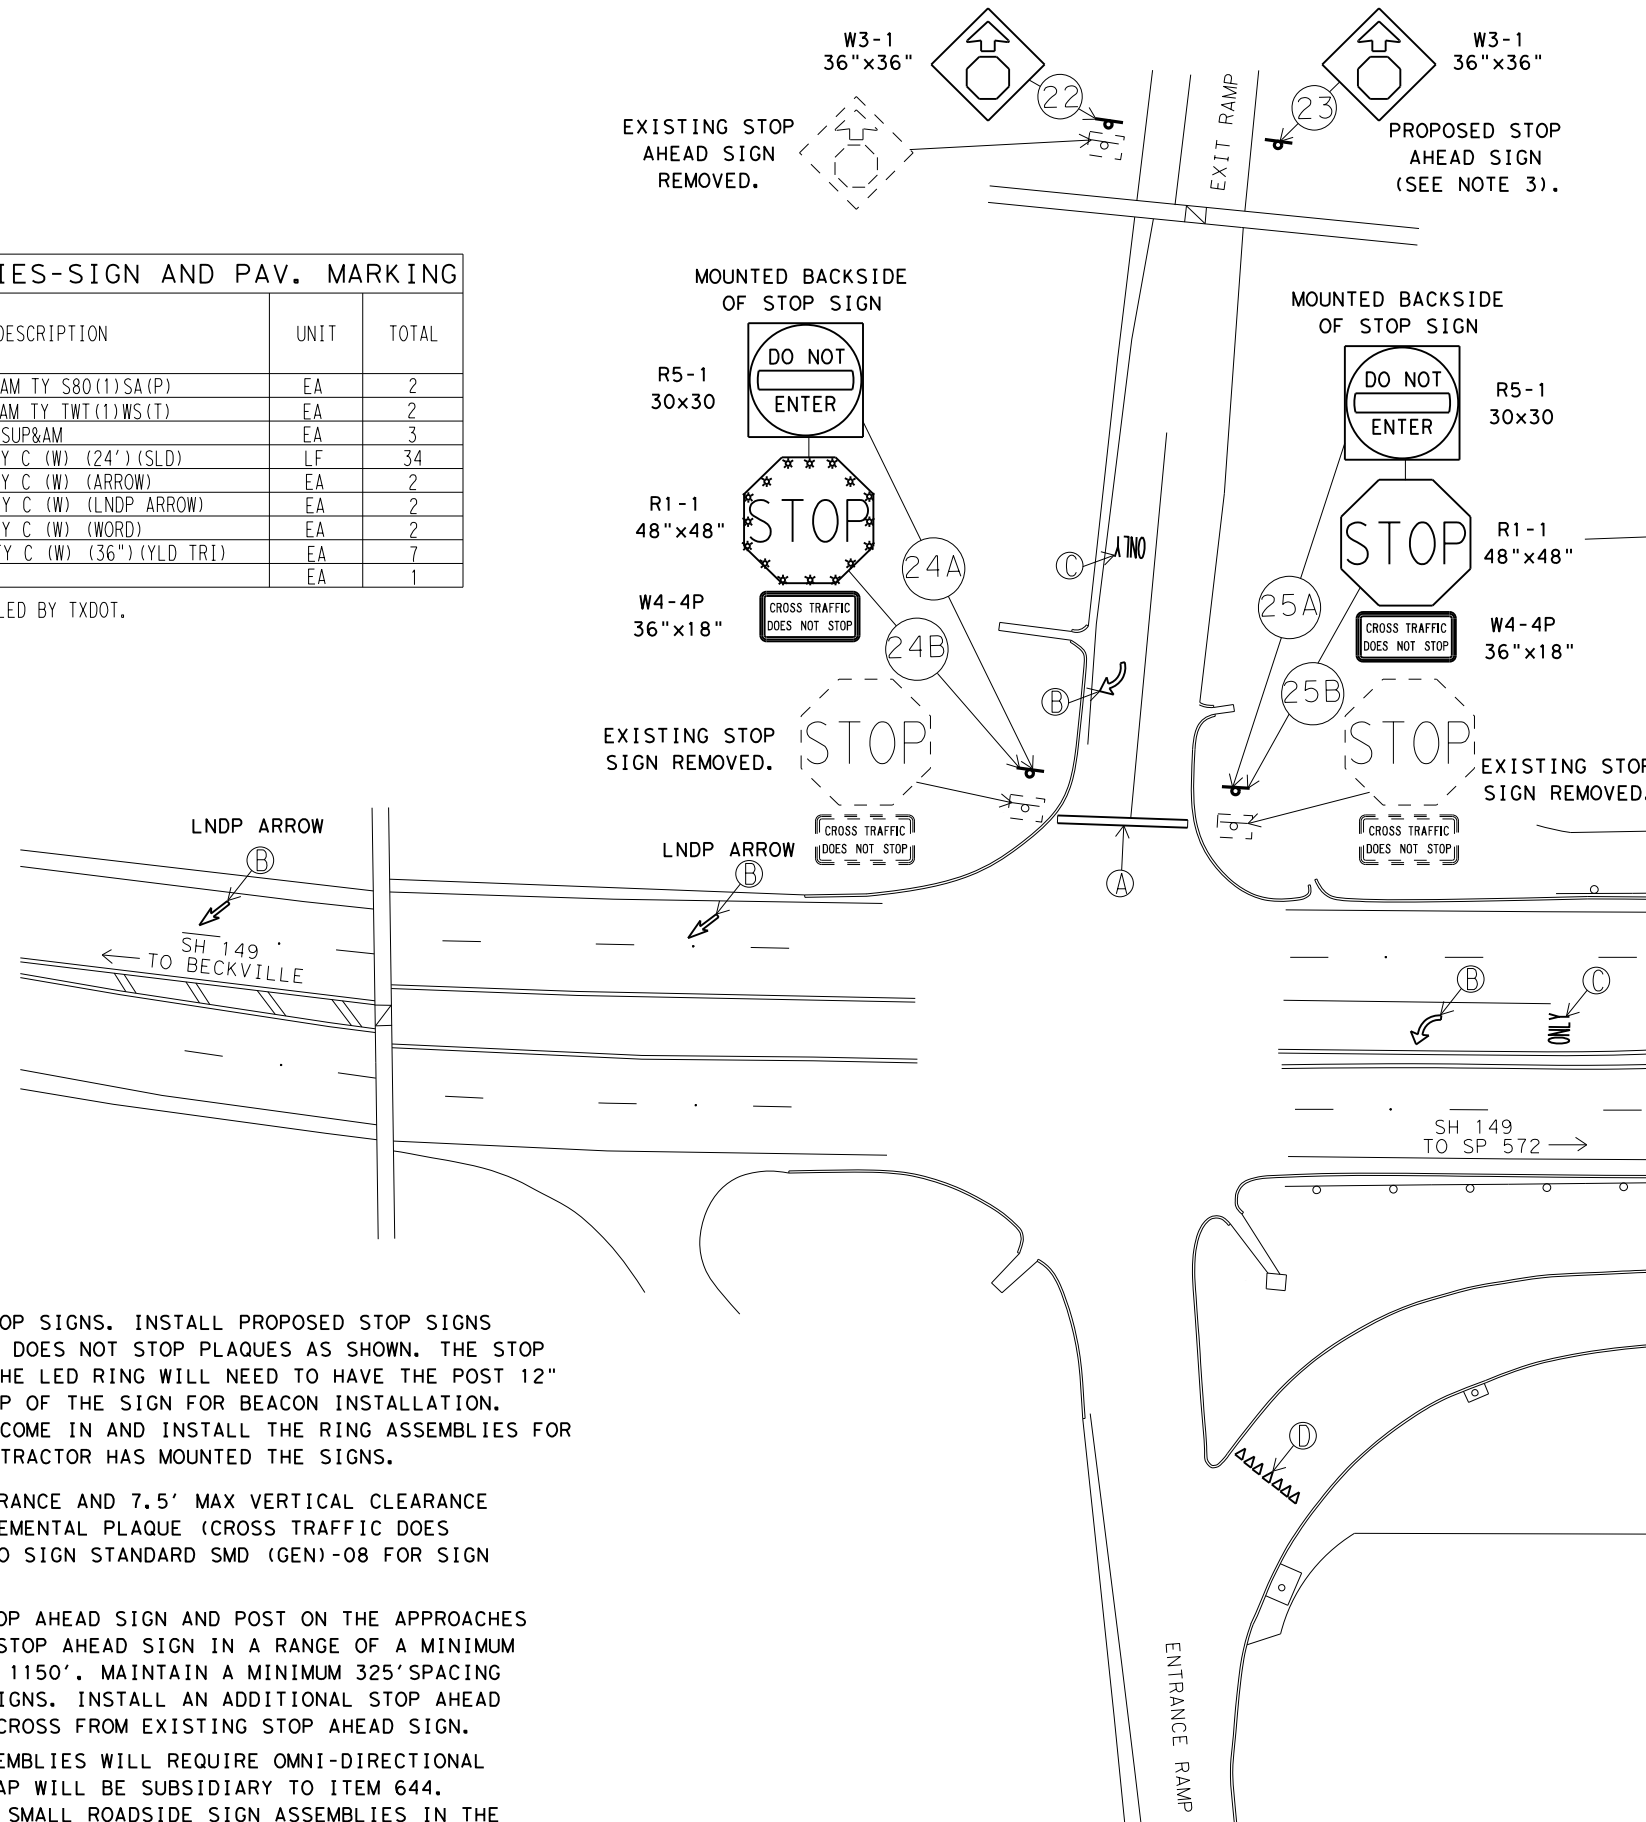 W3-1
36"x36"
W3-1
36"x36"
22
23
EXISTING STOP
AHEAD SIGN
REMOVED.
EXIT RAMP
PROPOSED STOP
AHEAD SIGN
(SEE NOTE 3).
IES-SIGN AND PAV. MARKING
DESCRIPTION UNIT TOTAL
AM TY S80(1)SA(P) EA 2
AM TY TWT(1)WS(T) EA 2
SUP&AM EA 3
Y C (W) (24')(SLD) LF 34
Y C (W) (ARROW) EA 2
Y C (W) (LNDP ARROW) EA 2
Y C (W) (WORD) EA 2
TY C (W) (36")(YLD TRI) EA 7
EA 1
LED BY TXDOT.
MOUNTED BACKSIDE
OF STOP SIGN
R5-1
30x30
DO NOT
ENTER
R1-1
48"x48"
STOP
W4-4P
36"x18"
CROSS TRAFFIC
DOES NOT STOP
24A
24B
EXISTING STOP
SIGN REMOVED.
STOP
CROSS TRAFFIC
DOES NOT STOP
C
ONLY
B
A
MOUNTED BACKSIDE
OF STOP SIGN
DO NOT
ENTER
R5-1
30x30
STOP
R1-1
48"x48"
CROSS TRAFFIC
DOES NOT STOP
W4-4P
36"x18"
25A
25B
STOP
EXISTING STOP
SIGN REMOVED.
CROSS TRAFFIC
DOES NOT STOP
LNDP ARROW
B
LNDP ARROW
B
SH 149
TO BECKVILLE
B
C
ONLY
SH 149
TO SP 572
D
ENTRANCE RAMP
OP SIGNS. INSTALL PROPOSED STOP SIGNS
DOES NOT STOP PLAQUES AS SHOWN. THE STOP
HE LED RING WILL NEED TO HAVE THE POST 12"
P OF THE SIGN FOR BEACON INSTALLATION.
COME IN AND INSTALL THE RING ASSEMBLIES FOR
TRACTOR HAS MOUNTED THE SIGNS.
RANCE AND 7.5' MAX VERTICAL CLEARANCE
EMENTAL PLAQUE (CROSS TRAFFIC DOES
O SIGN STANDARD SMD (GEN)-08 FOR SIGN
OP AHEAD SIGN AND POST ON THE APPROACHES
STOP AHEAD SIGN IN A RANGE OF A MINIMUM
1150'. MAINTAIN A MINIMUM 325'SPACING
IGNS. INSTALL AN ADDITIONAL STOP AHEAD
CROSS FROM EXISTING STOP AHEAD SIGN.
EMBLIES WILL REQUIRE OMNI-DIRECTIONAL
AP WILL BE SUBSIDIARY TO ITEM 644.
SMALL ROADSIDE SIGN ASSEMBLIES IN THE